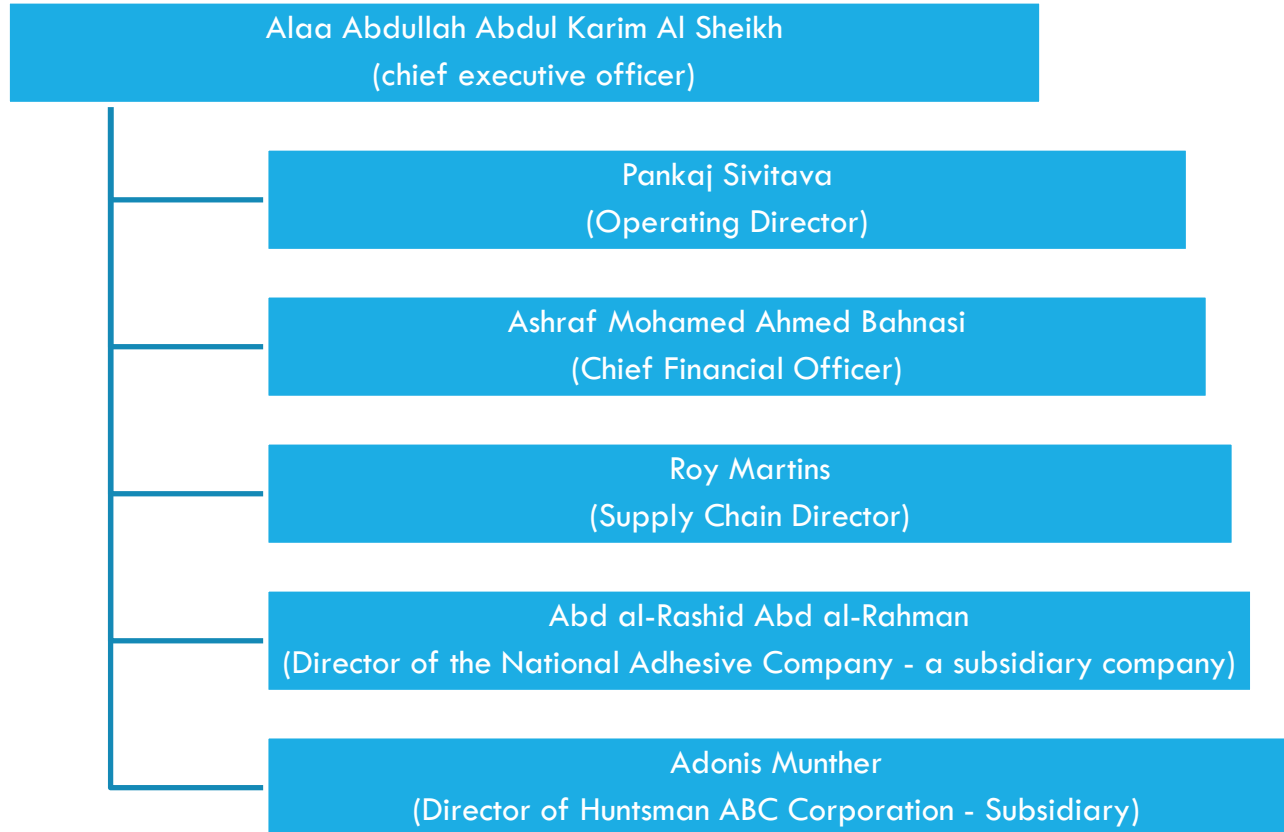 Alaa Abdullah Abdul Karim Al Sheikh
(chief executive officer)
Pankaj Sivitava
(Operating Director)
Ashraf Mohamed Ahmed Bahnasi
(Chief Financial Officer)
Roy Martins
(Supply Chain Director)
Abd al-Rashid Abd al-Rahman
(Director of the National Adhesive Company - a subsidiary company)
Adonis Munther
(Director of Huntsman ABC Corporation - Subsidiary)